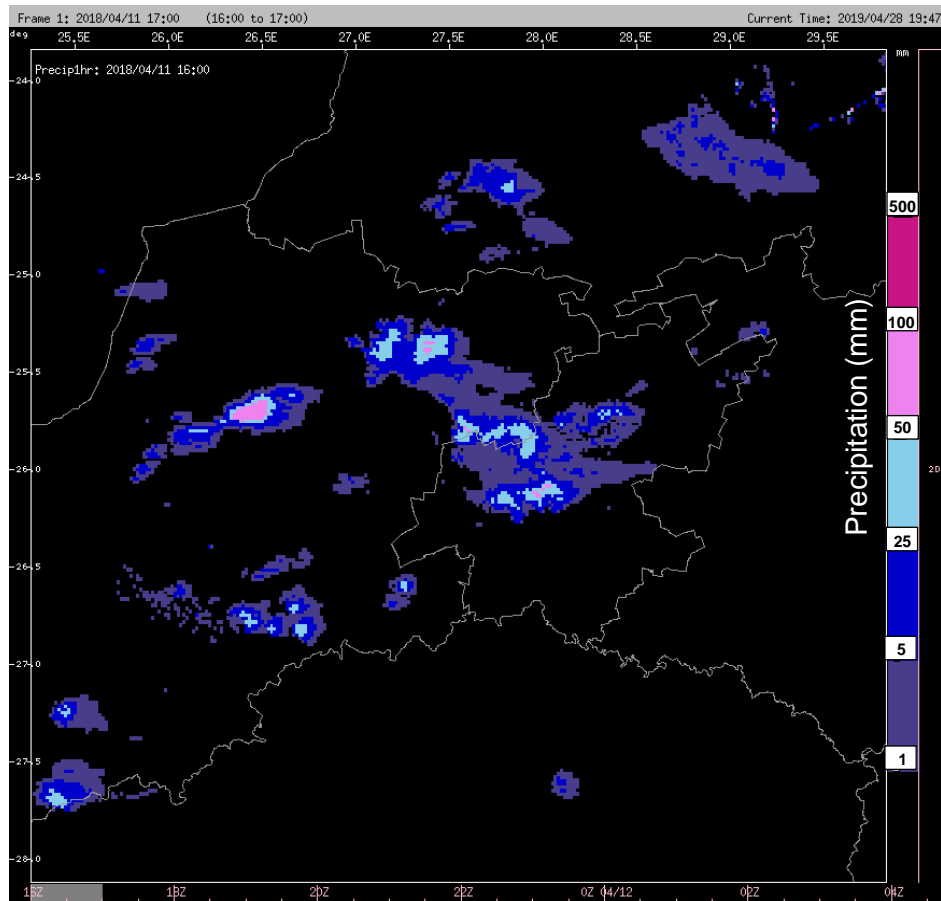 Frame 1: 2018/04/11 17:00 (16:00 to 17:00) Current Time: 2019/04/28 19:47
deg 25.5E 26.0E 26.5E 27.0E 27.5E 28.0E 28.5E 29.0E 29.5E mm
Precip1hr: 2018/04/11 16:00
-24.0
-24.5
500
-25.0
100
-25.5
50
Precipitation (mm)
-26.0
2D
25
-26.5
5
-27.0
1
-27.5
-28.0
16Z 18Z 20Z 22Z 0Z 04/12 02Z 04Z